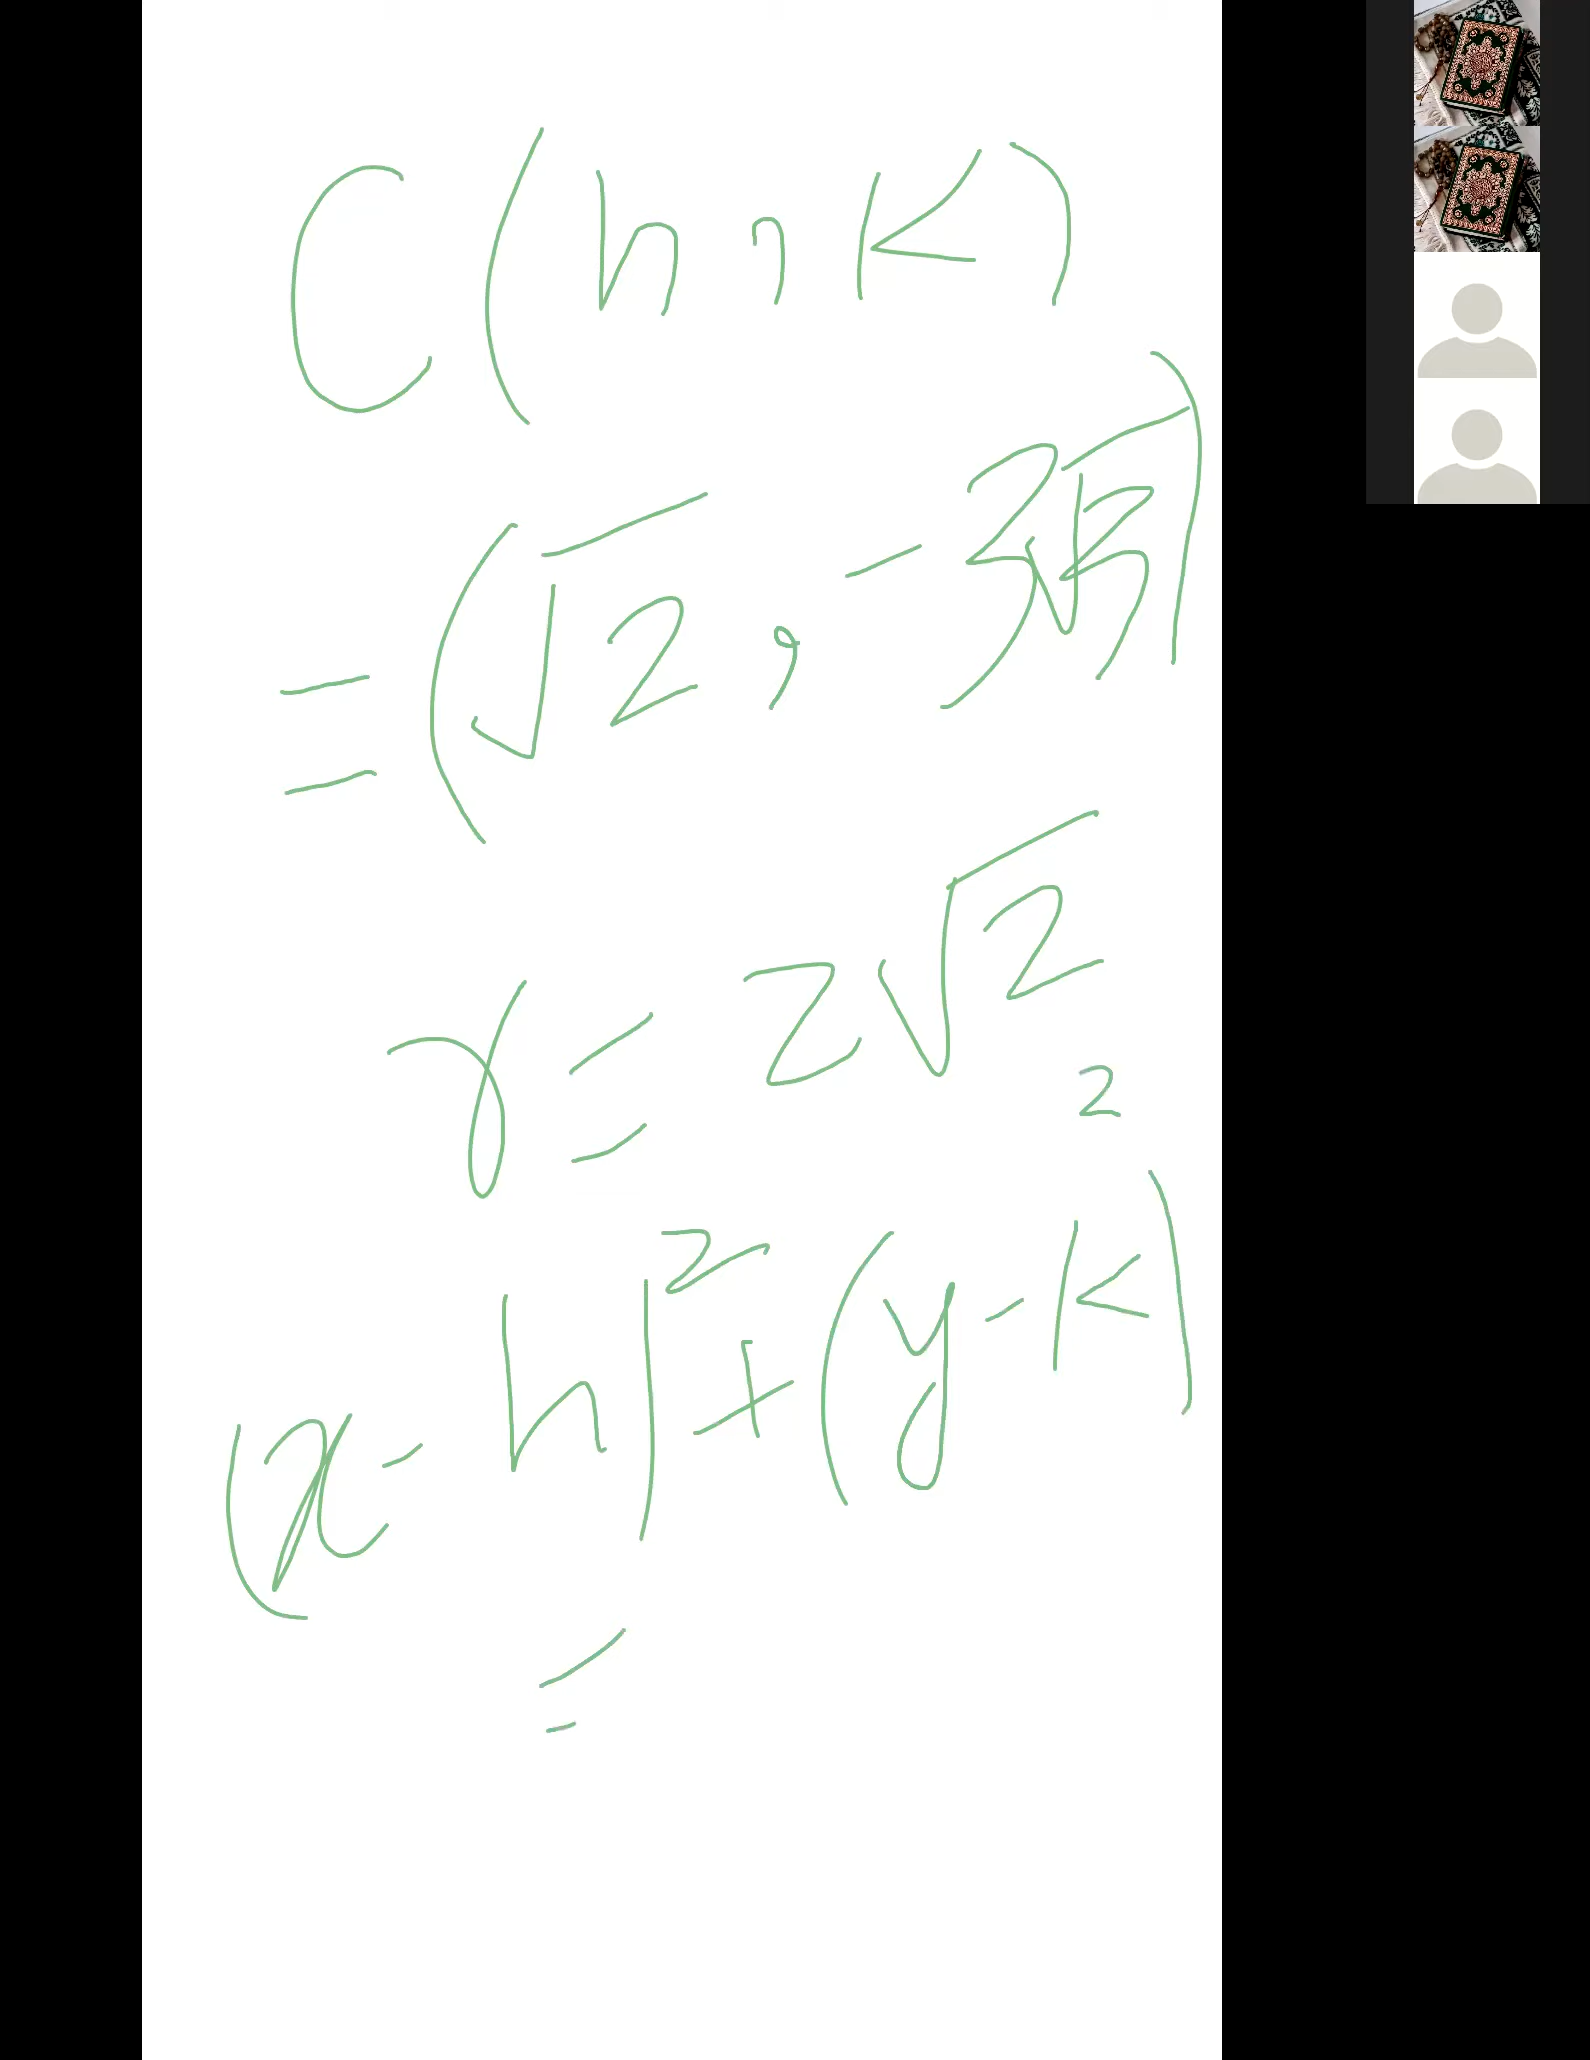 C(h,K)
=(√2, -3√3)
r = 2√2
(x-h)²+(y-k)²
=